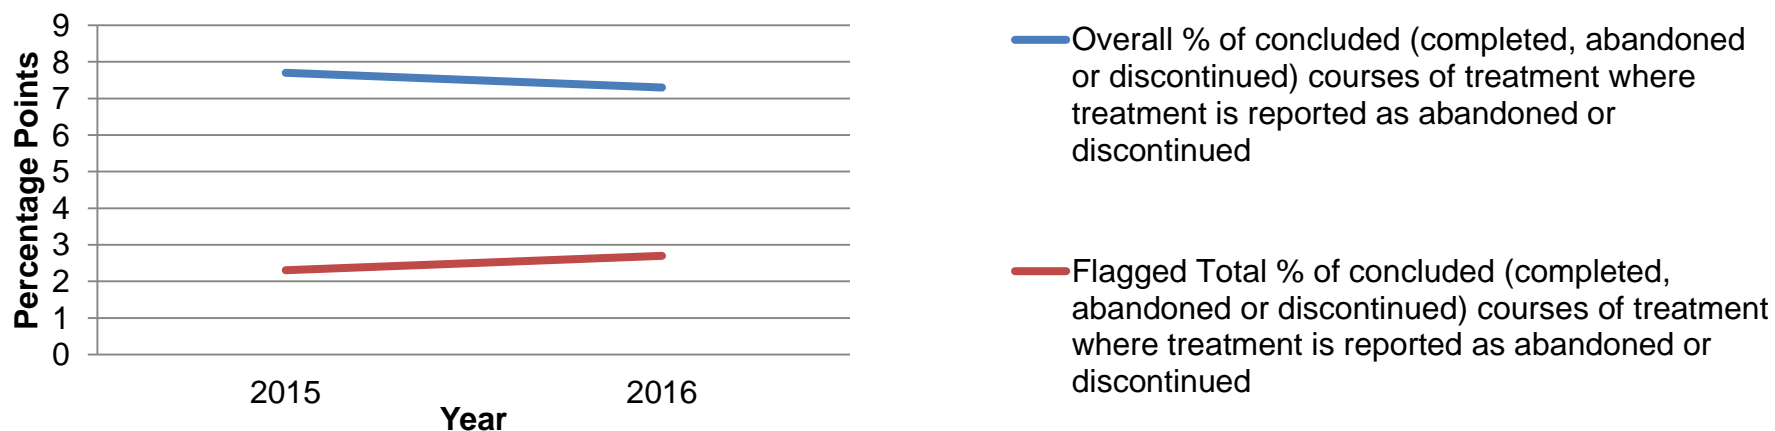 Percentage Points
9
8
7
6
5
4
3
2
1
0
2015
2016
Year
Overall % of concluded (completed, abandoned
or discontinued) courses of treatment where
treatment is reported as abandoned or
discontinued
Flagged Total % of concluded (completed,
abandoned or discontinued) courses of treatment
where treatment is reported as abandoned or
discontinued